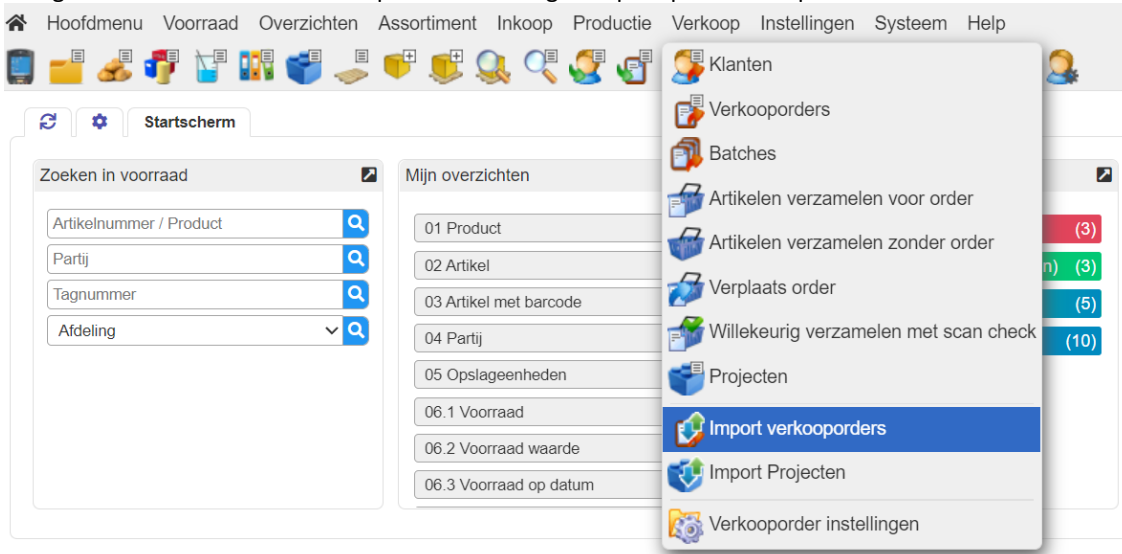 Hoofdmenu Voorraad Overzichten Assortiment Inkoop Productie Verkoop Instellingen Systeem Help
Startscherm
Zoeken in voorraad
Artikelnummer / Product
Partij
Tagnummer
Afdeling
Mijn overzichten
01 Product
02 Artikel
03 Artikel met barcode
04 Partij
05 Opslageenheden
06.1 Voorraad
06.2 Voorraad waarde
06.3 Voorraad op datum
Klanten
Verkooporders
Batches
Artikelen verzamelen voor order
Artikelen verzamelen zonder order
Verplaats order
Willekeurig verzamelen met scan check
Projecten
Import verkooporders
Import Projecten
Verkooporder instellingen
(3)
n) (3)
(5)
(10)